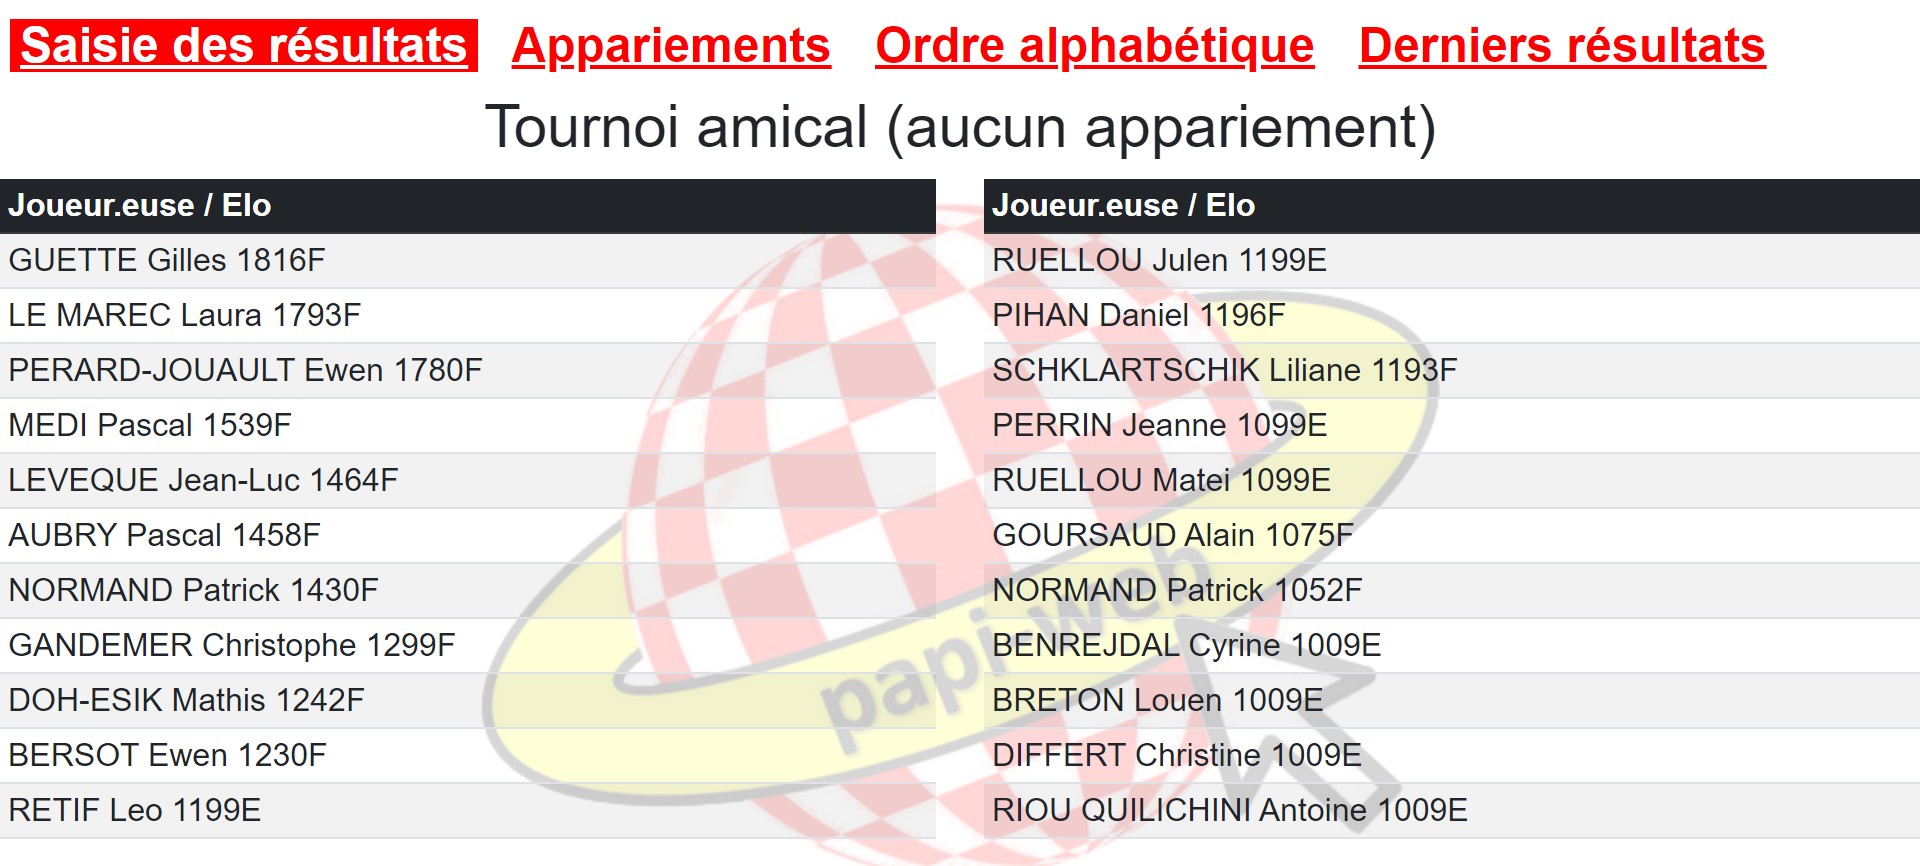 Saisie des résultats Appariements Ordre alphabétique Derniers résultats
Tournoi amical (aucun appariement)
Joueur.euse / Elo
GUETTE Gilles 1816F
LE MAREC Laura 1793F
PERARD-JOUAULT Ewen 1780F
MEDI Pascal 1539F
LEVEQUE Jean-Luc 1464F
AUBRY Pascal 1458F
NORMAND Patrick 1430F
GANDEMER Christophe 1299F
DOH-ESIK Mathis 1242F
BERSOT Ewen 1230F
RETIF Leo 1199E
Joueur.euse / Elo
RUELLOU Julen 1199E
PIHAN Daniel 1196F
SCHKLARTSCHIK Liliane 1193F
PERRIN Jeanne 1099E
RUELLOU Matei 1099E
GOURSAUD Alain 1075F
NORMAND Patrick 1052F
BENREJDAL Cyrine 1009E
BRETON Louen 1009E
DIFFERT Christine 1009E
RIOU QUILICHINI Antoine 1009E
papi-web